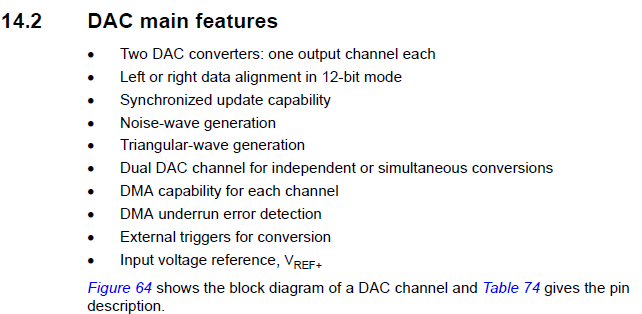 14.2 DAC main features
• Two DAC converters: one output channel each
• Left or right data alignment in 12-bit mode
• Synchronized update capability
• Noise-wave generation
• Triangular-wave generation
• Dual DAC channel for independent or simultaneous conversions
• DMA capability for each channel
• DMA underrun error detection
• External triggers for conversion
• Input voltage reference, VREF+
Figure 64 shows the block diagram of a DAC channel and Table 74 gives the pin
description.